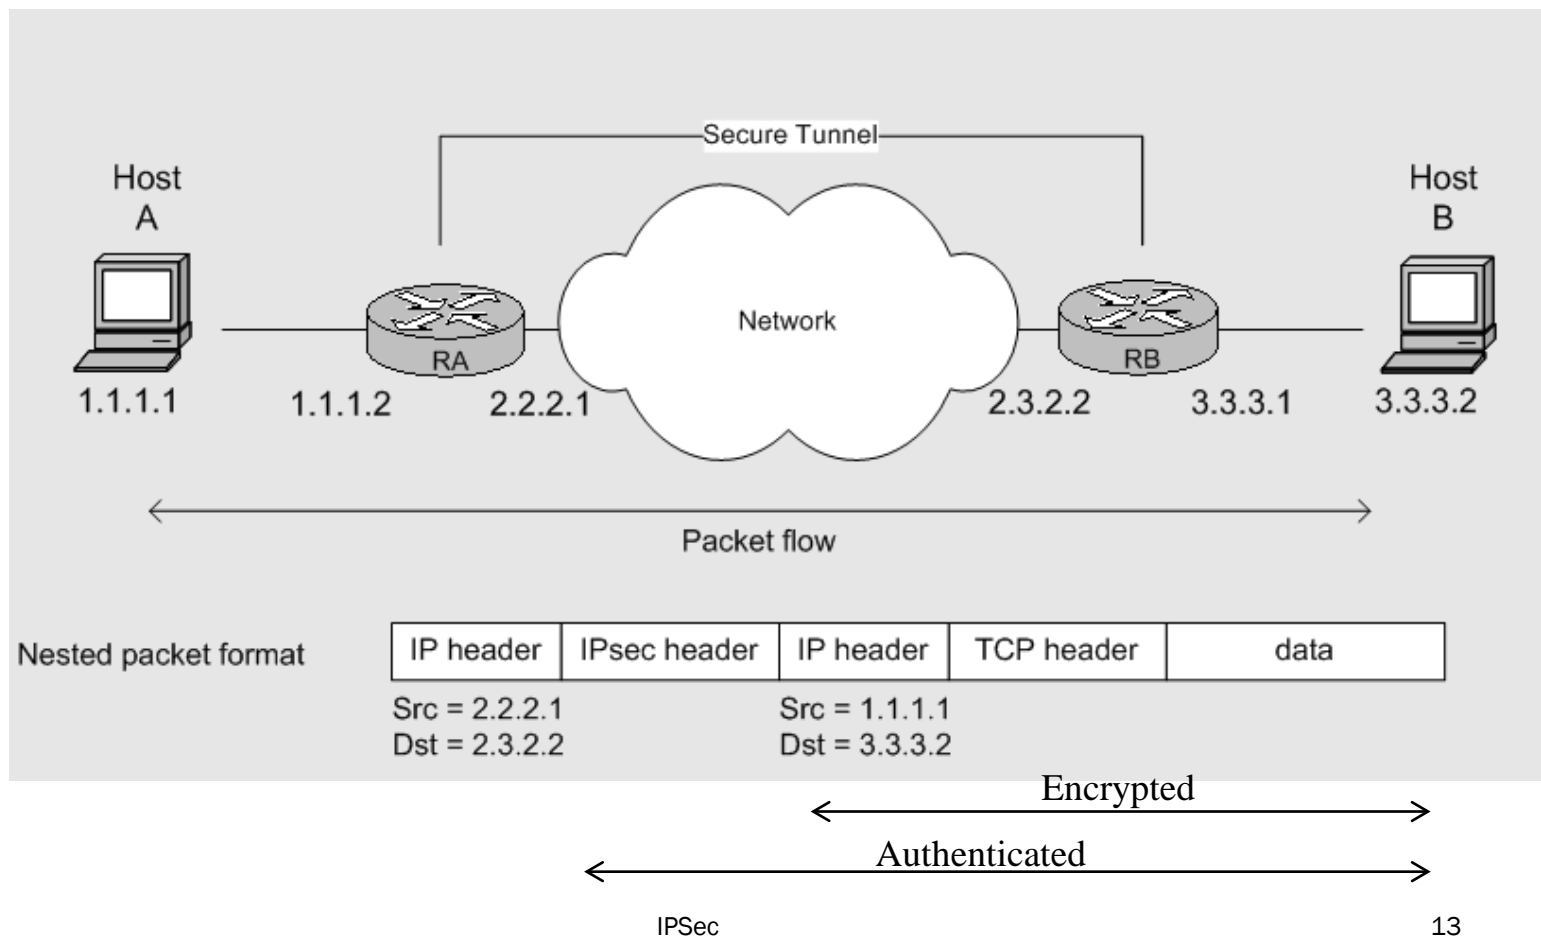 Secure Tunnel
Host
A
Host
B
Network
RA
RB
1.1.1.1
1.1.1.2
2.2.2.1
2.3.2.2
3.3.3.1
3.3.3.2
Packet flow
Nested packet format
IP header
IPsec header
IP header
TCP header
data
Src = 2.2.2.1
Dst = 2.3.2.2
Src = 1.1.1.1
Dst = 3.3.3.2
Encrypted
Authenticated
IPSec
13